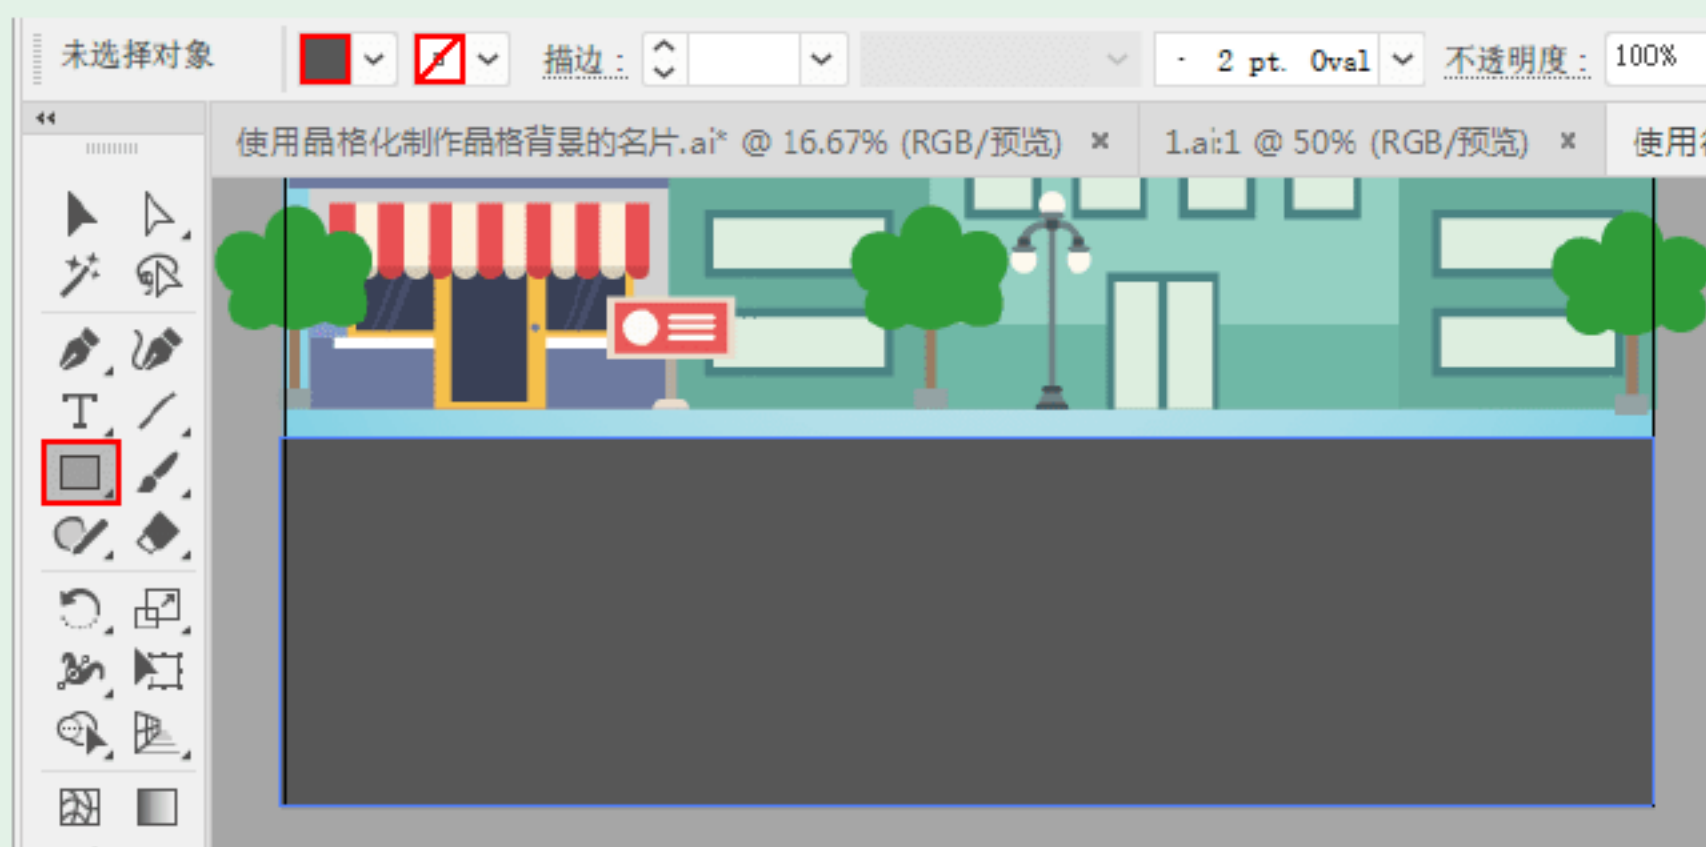 未选择对象 描边： 2 pt. Oval 不透明度： 100%
使用晶格化制作晶格背景的名片.ai* @ 16.67% (RGB/预览) × 1.ai:1 @ 50% (RGB/预览) × 使用